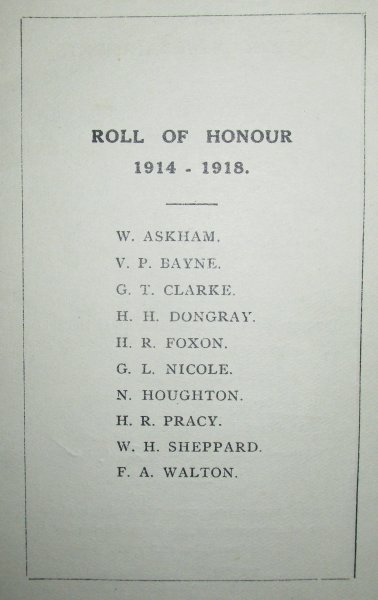 ROLL OF HONOUR
1914 - 1918.
W. ASKHAM.
V. P. BAYNE.
G. T. CLARKE.
H. H. DONGRAY.
H. R. FOXON.
G. L. NICOLE.
N. HOUGHTON.
H. R. PRACY.
W. H. SHEPPARD.
F. A. WALTON.